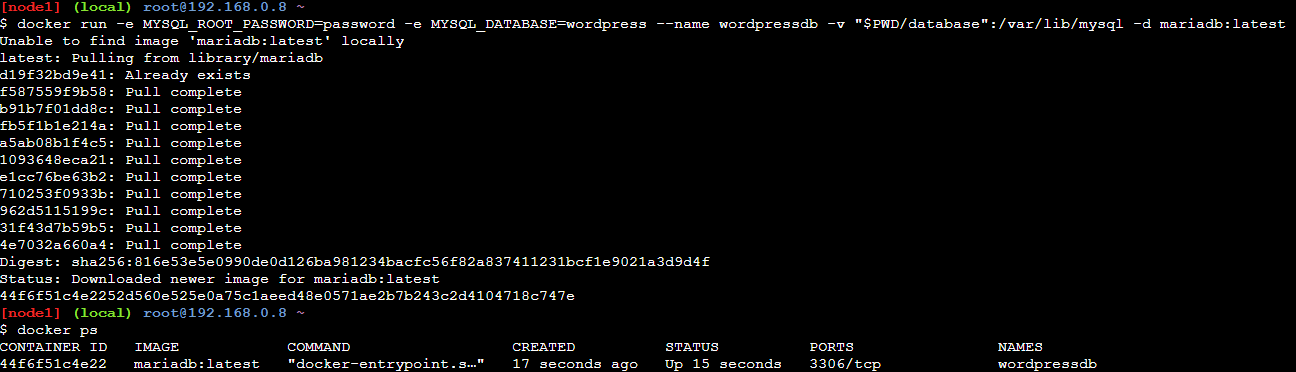 [node1] (local) root@192.168.0.8 ~
$ docker run -e MYSQL_ROOT_PASSWORD=password -e MYSQL_DATABASE=wordpress --name wordpressdb -v "$PWD/database":/var/lib/mysql -d mariadb:latest
Unable to find image 'mariadb:latest' locally
latest: Pulling from library/mariadb
d19f32bd9e41: Already exists
f587559f9b58: Pull complete
b91b7f01dd8c: Pull complete
fb5f1b1e214a: Pull complete
a5ab08b1f4c5: Pull complete
1093648eca21: Pull complete
e1cc76be63b2: Pull complete
710253f0933b: Pull complete
962d5115199c: Pull complete
31f43d7b59b5: Pull complete
4e7032a660a4: Pull complete
Digest: sha256:816e53e5e0990de0d126ba981234bacfc56f82a837411231bcf1e9021a3d9d4f
Status: Downloaded newer image for mariadb:latest
44f6f51c4e2252d560e525e0a75c1aeed48e0571ae2b7b243c2d4104718c747e
[node1] (local) root@192.168.0.8 ~
$ docker ps
CONTAINER ID IMAGE COMMAND CREATED STATUS PORTS NAMES
44f6f51c4e22 mariadb:latest "docker-entrypoint.s…" 17 seconds ago Up 15 seconds 3306/tcp wordpressdb